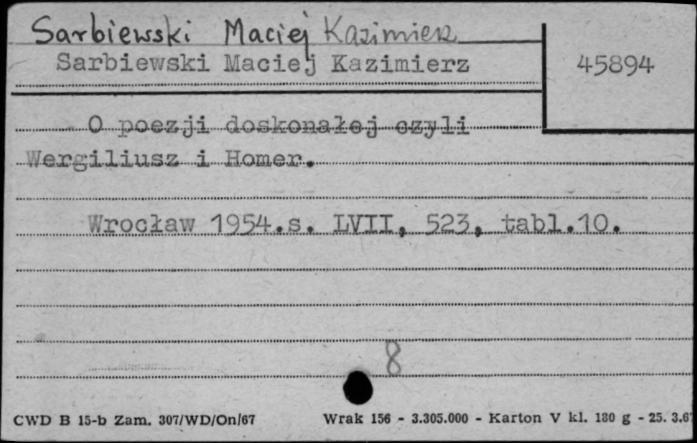 Sarbiewski Maciej Kazimierz
Sarbiewski Maciej Kazimierz
45894
O poezji doskonałej czyli
Wergiliusz i Homer.
Wrocław 1954.s. LVII, 523, tabl.10.
8
CWD B 15-b Zam. 307/WD/On/67
Wrak 156 - 3.305.000 - Karton V kl. 180 g - 25. 3.67